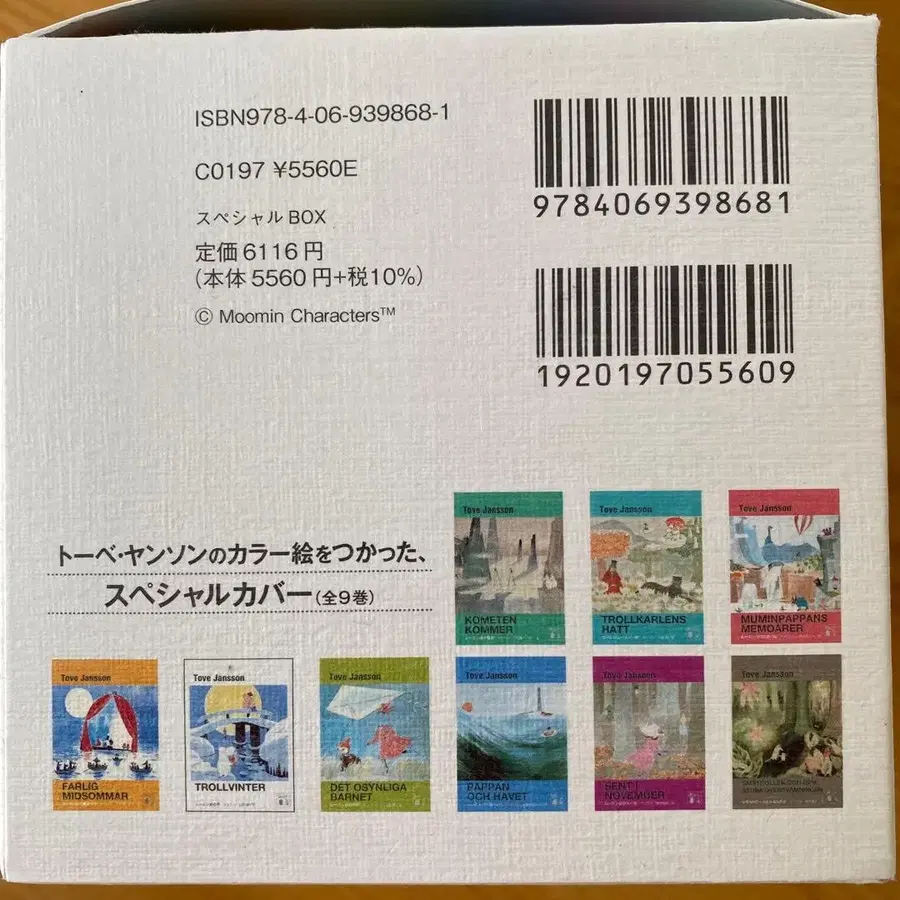 ISBN978-4-06-939868-1
C0197 ¥5560E
スペシャルBOX
定価6116円
(本体5560円+税10%)
© Moomin Characters™
9784069398681
1920197055609
トーベ・ヤンソンのカラー絵をつかった、
スペシャルカバー(全9巻)
Tove Jansson
KOMETEN
KOMMER
Tove Jansson
TROLLKARLENS
HATT
Tove Jansson
MUMINPAPPANS
MEMOARER
Tove Jansson
FARLIG
MIDSOMMAR
Tove Jansson
TROLLVINTER
Tove Jansson
DET OSYNLIGA
BARNET
Tove Jansson
PAPPAN
OCH HAVET
Tove Jansson
SENT I
NOVEMBER
Tove Jansson